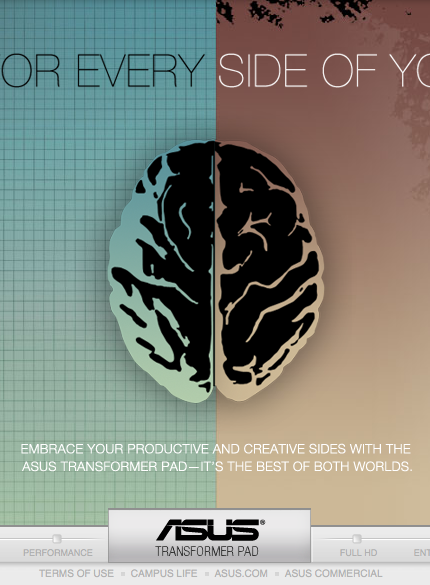 OR EVERY SIDE OF YO
EMBRACE YOUR PRODUCTIVE AND CREATIVE SIDES WITH THE
ASUS TRANSFORMER PAD—IT'S THE BEST OF BOTH WORLDS.
ASUS®
TRANSFORMER PAD
PERFORMANCE
FULL HD
ENT
TERMS OF USE CAMPUS LIFE ASUS.COM ASUS COMMERCIAL